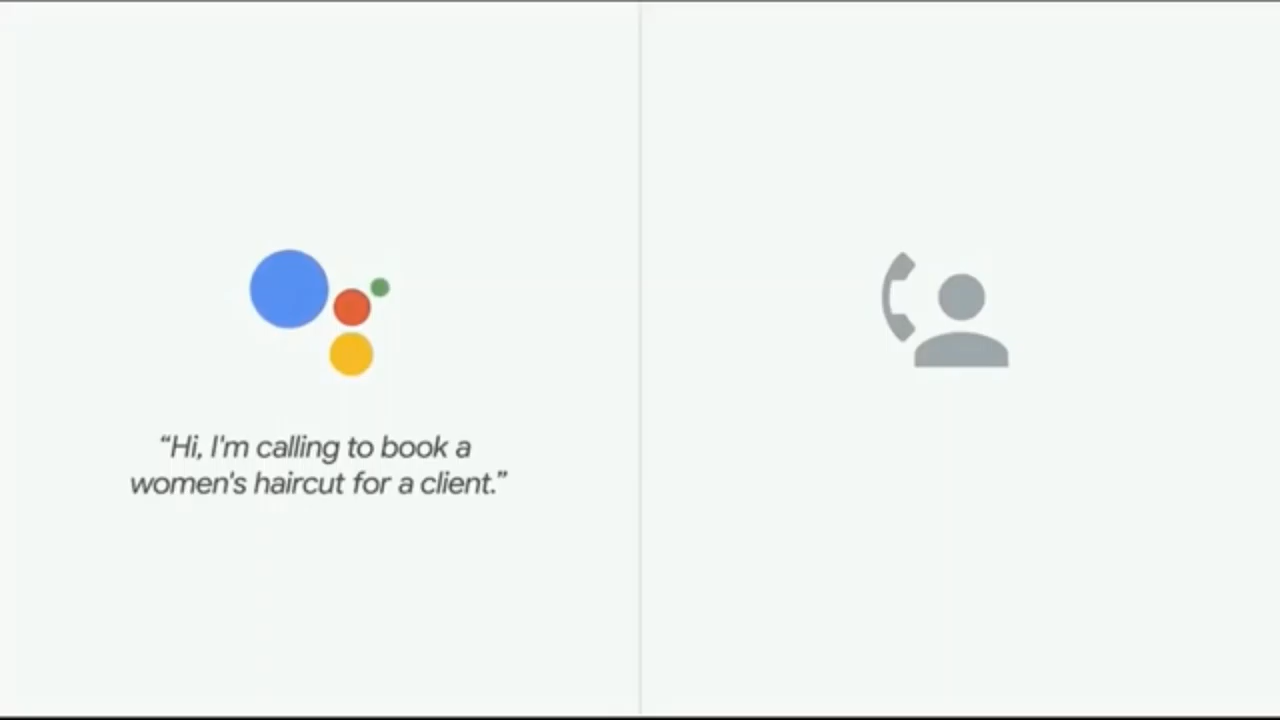 “Hi, I'm calling to book a
women's haircut for a client.”